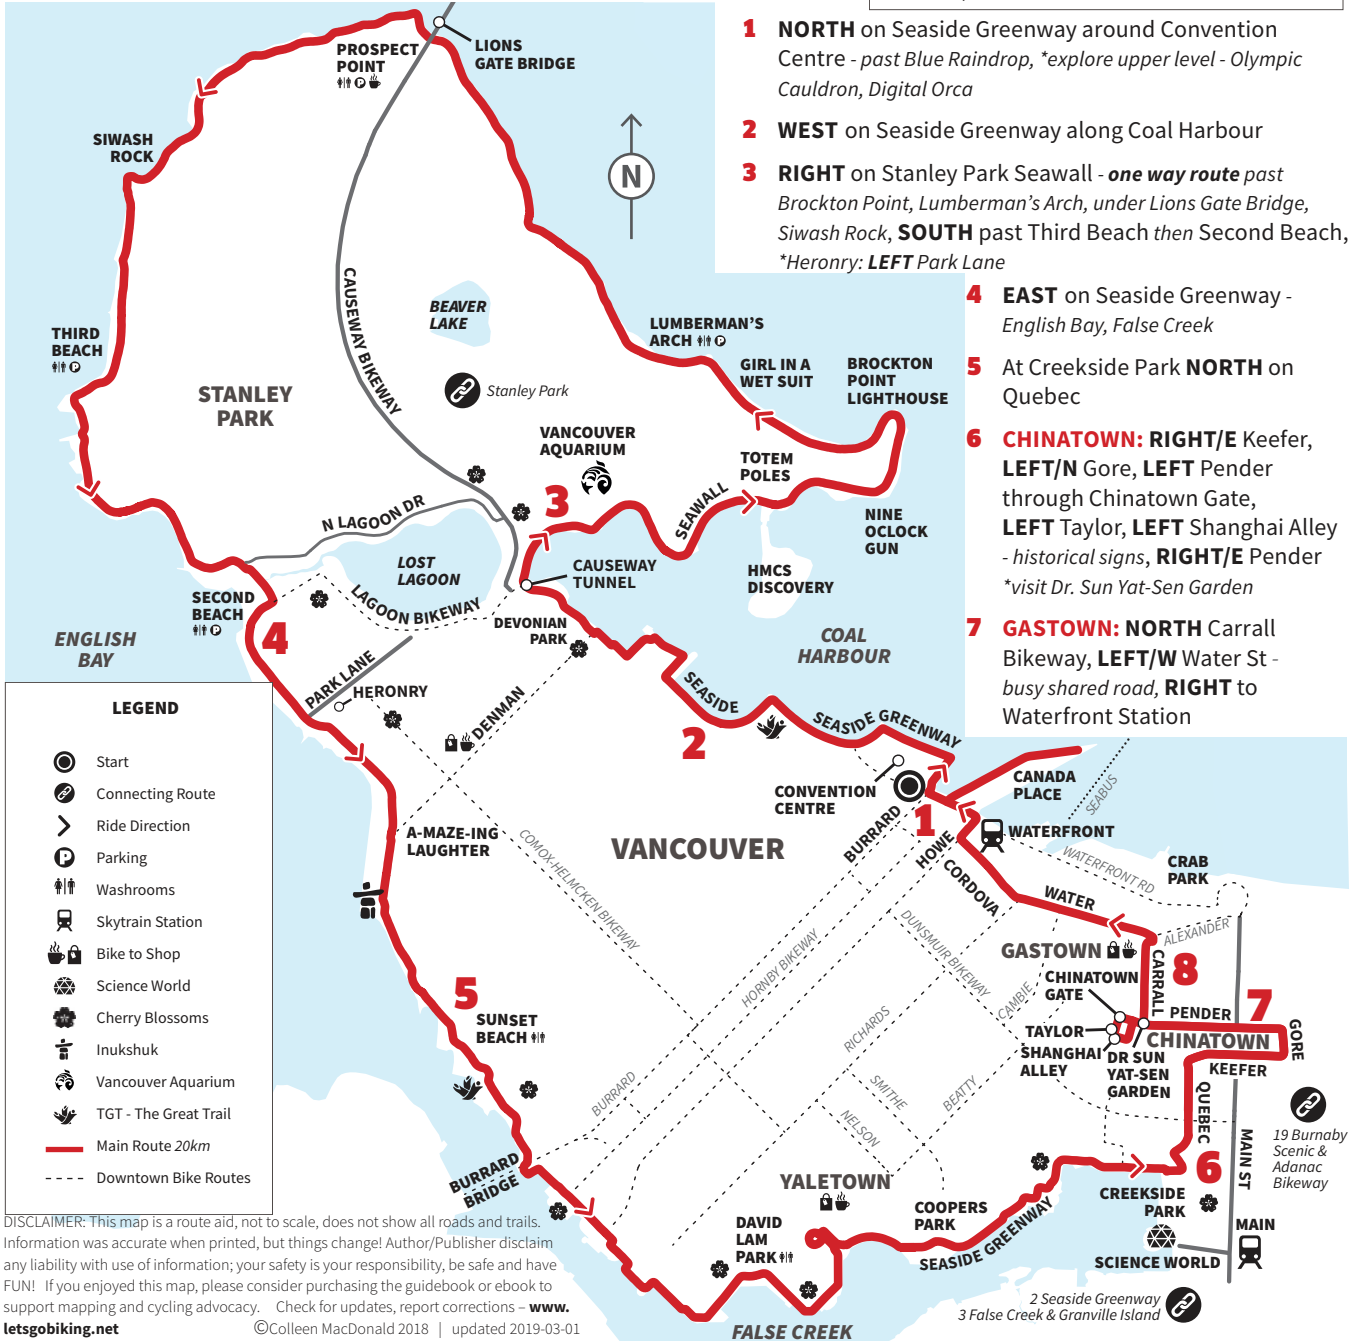 1 NORTH on Seaside Greenway around Convention
Centre - past Blue Raindrop, *explore upper level - Olympic
Cauldron, Digital Orca
2 WEST on Seaside Greenway along Coal Harbour
3 RIGHT on Stanley Park Seawall - one way route past
Brockton Point, Lumberman's Arch, under Lions Gate Bridge,
Siwash Rock, SOUTH past Third Beach then Second Beach,
*Heronry: LEFT Park Lane
4 EAST on Seaside Greenway -
English Bay, False Creek
5 At Creekside Park NORTH on
Quebec
6 CHINATOWN: RIGHT/E Keefer,
LEFT/N Gore, LEFT Pender
through Chinatown Gate,
LEFT Taylor, LEFT Shanghai Alley
- historical signs, RIGHT/E Pender
*visit Dr. Sun Yat-Sen Garden
7 GASTOWN: NORTH Carrall
Bikeway, LEFT/W Water St -
busy shared road, RIGHT to
Waterfront Station
PROSPECT
POINT
P
LIONS
GATE BRIDGE
SIWASH
ROCK
N
CAUSEWAY BIKEWAY
BEAVER
LAKE
THIRD
BEACH
P
LUMBERMAN'S
ARCH P
GIRL IN A
WET SUIT
BROCKTON
POINT
LIGHTHOUSE
STANLEY
PARK
Stanley Park
VANCOUVER
AQUARIUM
TOTEM
POLES
3
SEAWALL
N LAGOON DR
NINE
OCLOCK
GUN
LOST
LAGOON
CAUSEWAY
TUNNEL
HMCS
DISCOVERY
SECOND
BEACH
P
LAGOON BIKEWAY
DEVONIAN
PARK
4
ENGLISH
BAY
COAL
HARBOUR
PARK LANE
HERONRY
DENMAN
SEASIDE
SEASIDE GREENWAY
2
CONVENTION
CENTRE
CANADA
PLACE
SEABUS
1
BURRARD
HOWE
WATERFRONT
WATERFRONT RD
CRAB
PARK
A-MAZE-ING
LAUGHTER
VANCOUVER
COMOX-HELMCKEN BIKEWAY
CORDOVA
WATER
ALEXANDER
HORNBY BIKEWAY
DUNSMUIR BIKEWAY
GASTOWN
CARRALL
8
CHINATOWN
GATE
CAMBIE
5
SUNSET
BEACH
RICHARDS
TAYLOR
PENDER
7
GORE
CHINATOWN
SHANGHAI
ALLEY
DR SUN
YAT-SEN
GARDEN
KEEFER
BURRARD
SMITHE
BEATTY
NELSON
QUEBEC
MAIN ST
19 Burnaby
Scenic &
Adanac
Bikeway
6
BURRARD
BRIDGE
YALETOWN
CREEKSIDE
PARK
DAVID
LAM
PARK
COOPERS
PARK
SEASIDE GREENWAY
MAIN
SCIENCE WORLD
2 Seaside Greenway
3 False Creek & Granville Island
FALSE CREEK
LEGEND
Start
Connecting Route
Ride Direction
P Parking
Washrooms
Skytrain Station
Bike to Shop
Science World
Cherry Blossoms
Inukshuk
Vancouver Aquarium
TGT - The Great Trail
Main Route 20km
Downtown Bike Routes
DISCLAIMER: This map is a route aid, not to scale, does not show all roads and trails.
Information was accurate when printed, but things change! Author/Publisher disclaim
any liability with use of information; your safety is your responsibility, be safe and have
FUN! If you enjoyed this map, please consider purchasing the guidebook or ebook to
support mapping and cycling advocacy. Check for updates, report corrections – www.
letsgobiking.net ©Colleen MacDonald 2018 | updated 2019-03-01